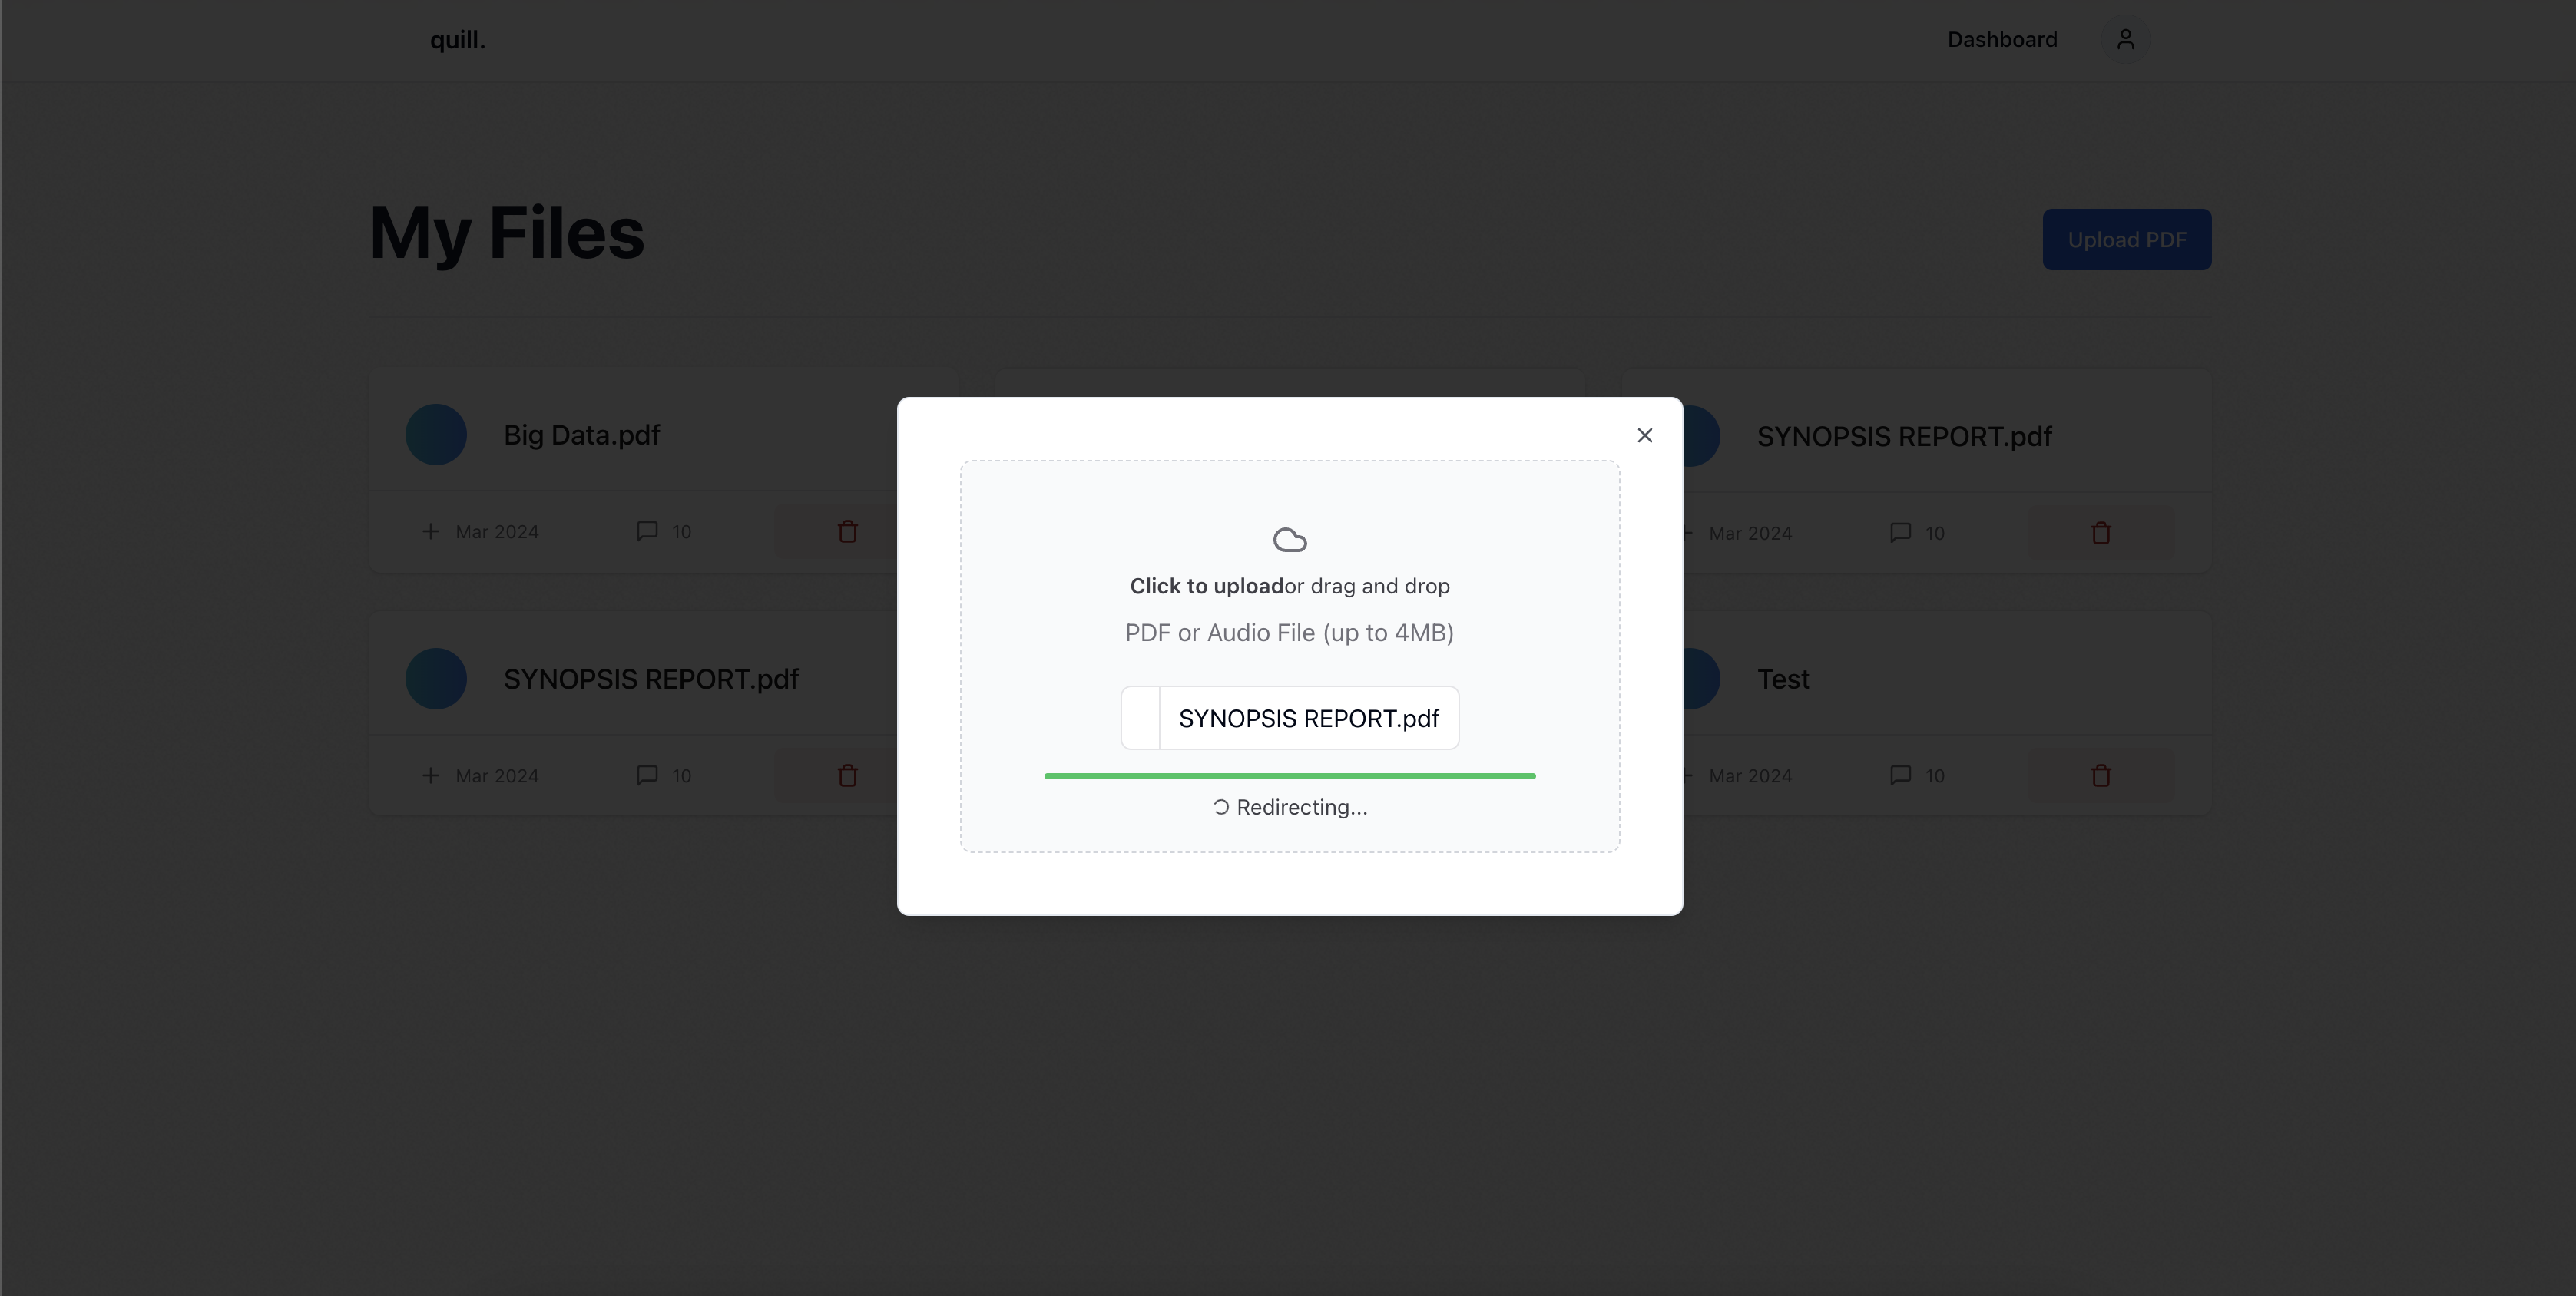 quill.
Dashboard
My Files
Upload PDF
Big Data.pdf
Mar 2024
10
SYNOPSIS REPORT.pdf
Mar 2024
10
SYNOPSIS REPORT.pdf
Mar 2024
10
Test
Mar 2024
10
Click to uploador drag and drop
PDF or Audio File (up to 4MB)
SYNOPSIS REPORT.pdf
Redirecting...